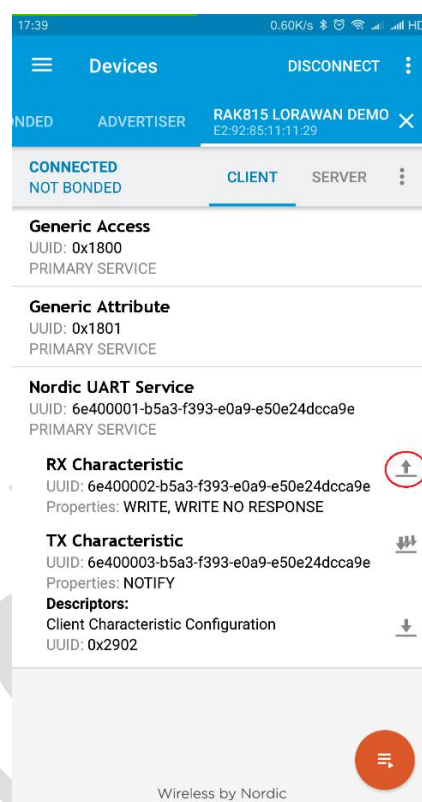 17:39 0.60K/s HD
Devices DISCONNECT
NDED ADVERTISER RAK815 LORAWAN DEMO
E2:92:85:11:11:29
CONNECTED
NOT BONDED CLIENT SERVER
Generic Access
UUID: 0x1800
PRIMARY SERVICE
Generic Attribute
UUID: 0x1801
PRIMARY SERVICE
Nordic UART Service
UUID: 6e400001-b5a3-f393-e0a9-e50e24dcca9e
PRIMARY SERVICE
RX Characteristic
UUID: 6e400002-b5a3-f393-e0a9-e50e24dcca9e
Properties: WRITE, WRITE NO RESPONSE
TX Characteristic
UUID: 6e400003-b5a3-f393-e0a9-e50e24dcca9e
Properties: NOTIFY
Descriptors:
Client Characteristic Configuration
UUID: 0x2902
Wireless by Nordic